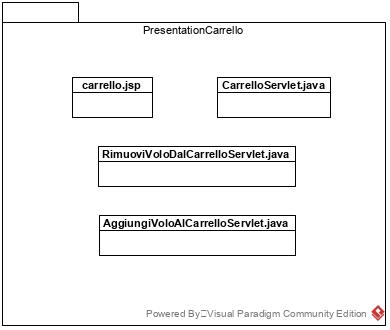 PresentationCarrello
carrello.jsp
CarrelloServlet.java
RimuoviVoloDalCarrelloServlet.java
AggiungiVoloAlCarrelloServlet.java
Powered By Visual Paradigm Community Edition